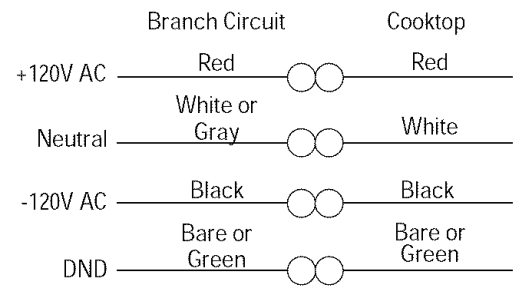 Branch Circuit Cooktop
+120V AC Red Red
Neutral White or Gray White
-120V AC Black Black
DND Bare or Green Bare or Green